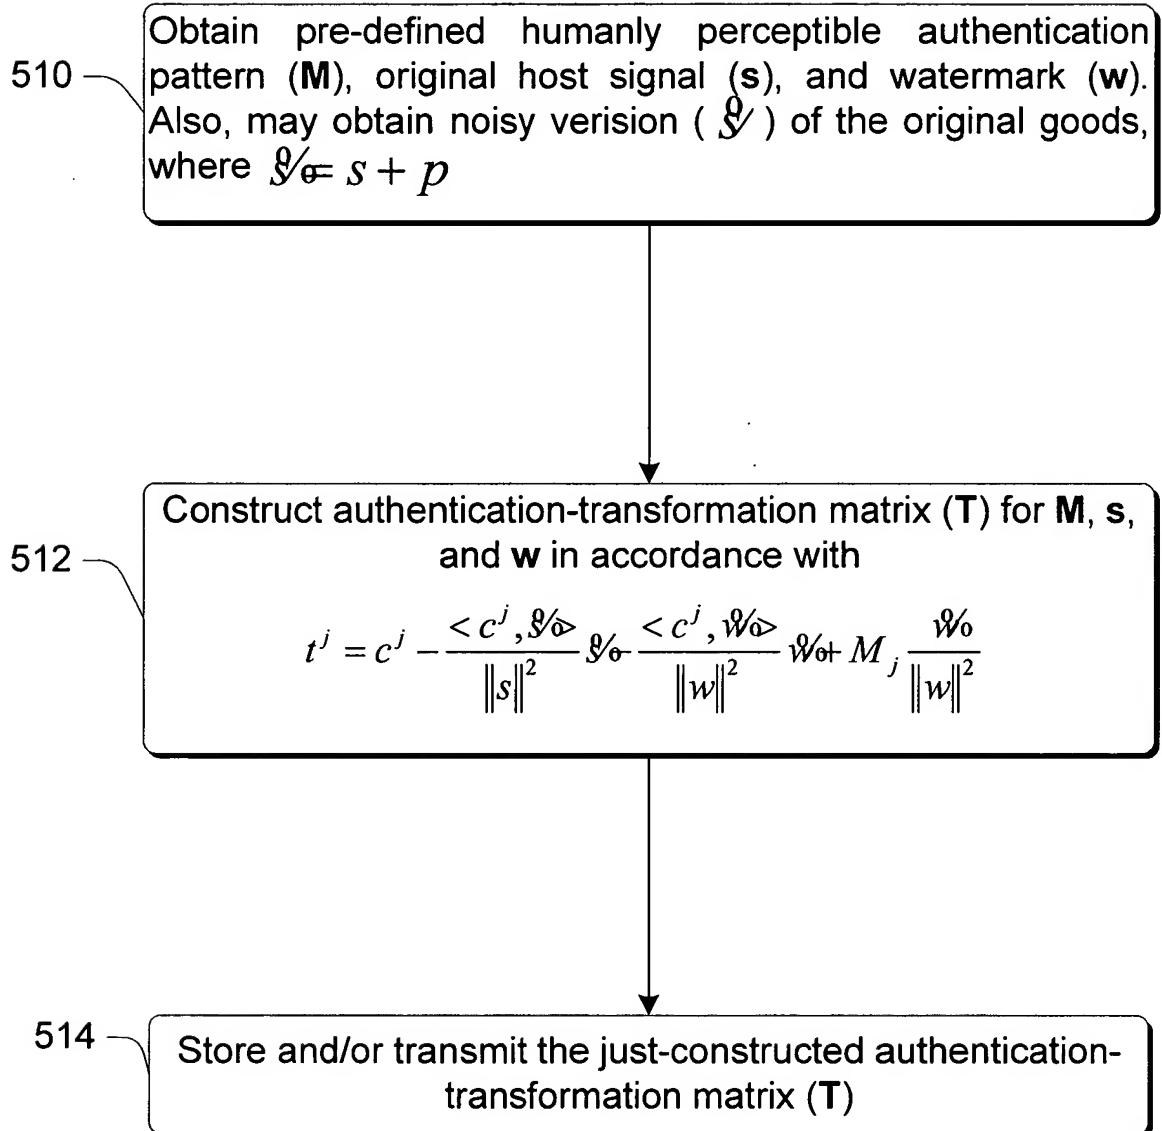 510
Obtain pre-defined humanly perceptible authentication
pattern (M), original host signal (s), and watermark (w).
Also, may obtain noisy verision ( s̃ ) of the original goods,
where s̃ = s + p
512
Construct authentication-transformation matrix (T) for M, s,
and w in accordance with
t^j = c^j - <c^j, s̃> / ||s||^2 s̃ - <c^j, w̃> / ||w||^2 w̃ + M_j w̃ / ||w||^2
514
Store and/or transmit the just-constructed authentication-
transformation matrix (T)